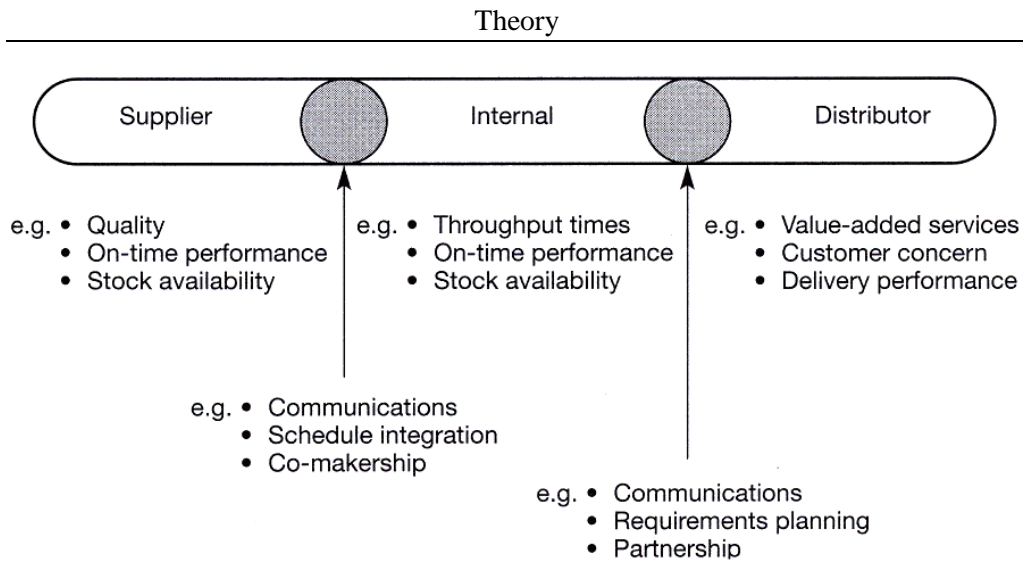 Theory
Supplier
Internal
Distributor
e.g. • Quality
• On-time performance
• Stock availability
e.g. • Throughput times
• On-time performance
• Stock availability
e.g. • Value-added services
• Customer concern
• Delivery performance
e.g. • Communications
• Schedule integration
• Co-makership
e.g. • Communications
• Requirements planning
• Partnership